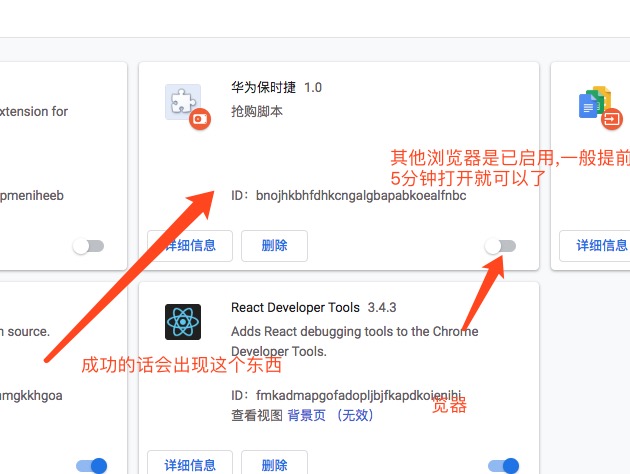 华为保时捷 1.0
抢购脚本
xtension for
其他浏览器是已启用,一般提前
5分钟打开就可以了
pmeniheeb
ID：bnojhkbhfdhkcngalgbapabkoealfnbc
详细信息
删除
详细信息
React Developer Tools 3.4.3
n source.
Adds React debugging tools to the Chrome
Developer Tools.
成功的话会出现这个东西
mgkkhgoa
ID：fmkadmapgofadopljbjfkapdkoienihi
览器
查看视图 背景页 （无效）
详细信息
删除